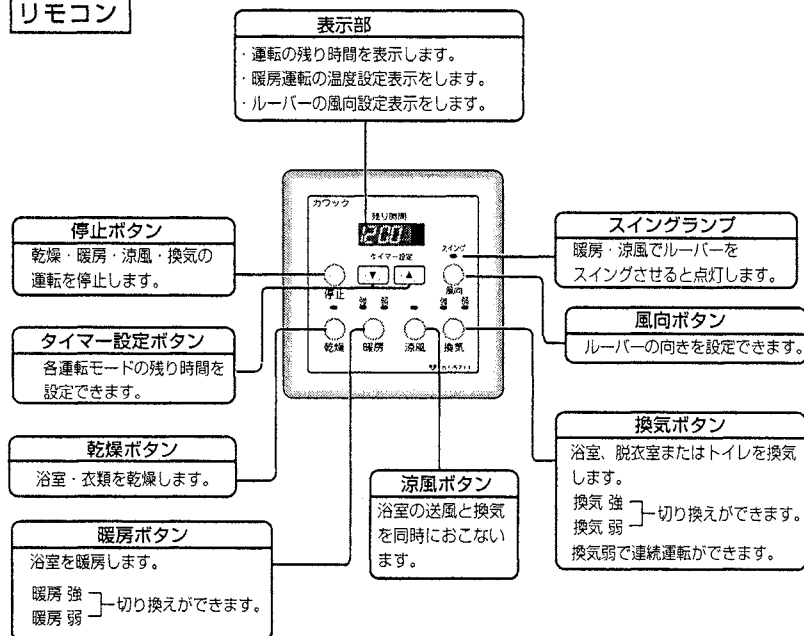 リモコン
表示部
・運転の残り時間を表示します。
・暖房運転の温度設定表示をします。
・ルーバーの風向設定表示をします。
カワック
残り時間
1200
タイマー設定
▼
▲
スイング
停止
風向
強 弱
強 弱
乾燥
暖房
涼風
換気
停止ボタン
乾燥・暖房・涼風・換気の
運転を停止します。
タイマー設定ボタン
各運転モードの残り時間を
設定できます。
乾燥ボタン
浴室・衣類を乾燥します。
暖房ボタン
浴室を暖房します。
暖房 強
暖房 弱
切り換えができます。
涼風ボタン
浴室の送風と換気
を同時におこない
ます。
スイングランプ
暖房・涼風でルーバーを
スイングさせると点灯します。
風向ボタン
ルーバーの向きを設定できます。
換気ボタン
浴室、脱衣室またはトイレを換気
します。
換気 強
換気 弱
切り換えができます。
換気弱で連続運転ができます。